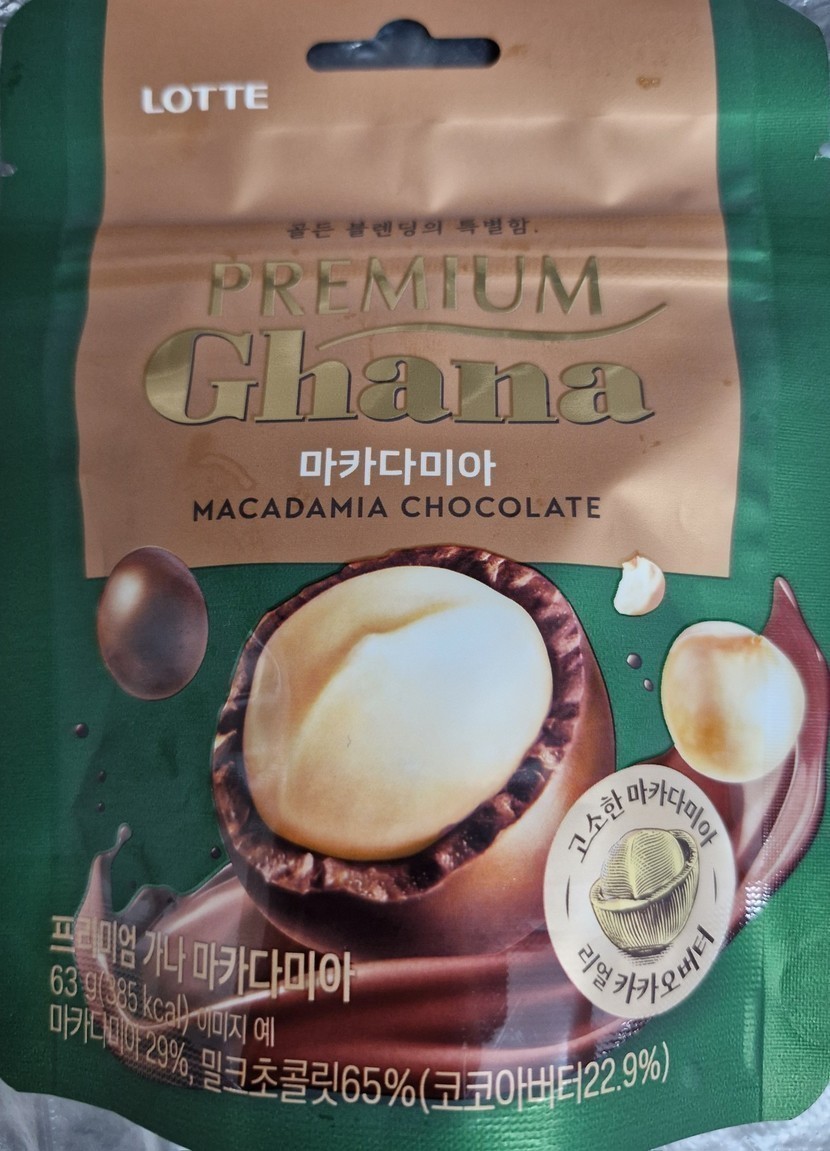 LOTTE
골든 블렌딩의 특별함.
PREMIUM
Ghana
마카다미아
MACADAMIA CHOCOLATE
고소한 마카다미아
리얼 카카오버터
프리미엄 가나 마카다미아
63 g(385 kcal) 이미지 예
마카다미아 29%, 밀크초콜릿65%(코코아버터22.9%)